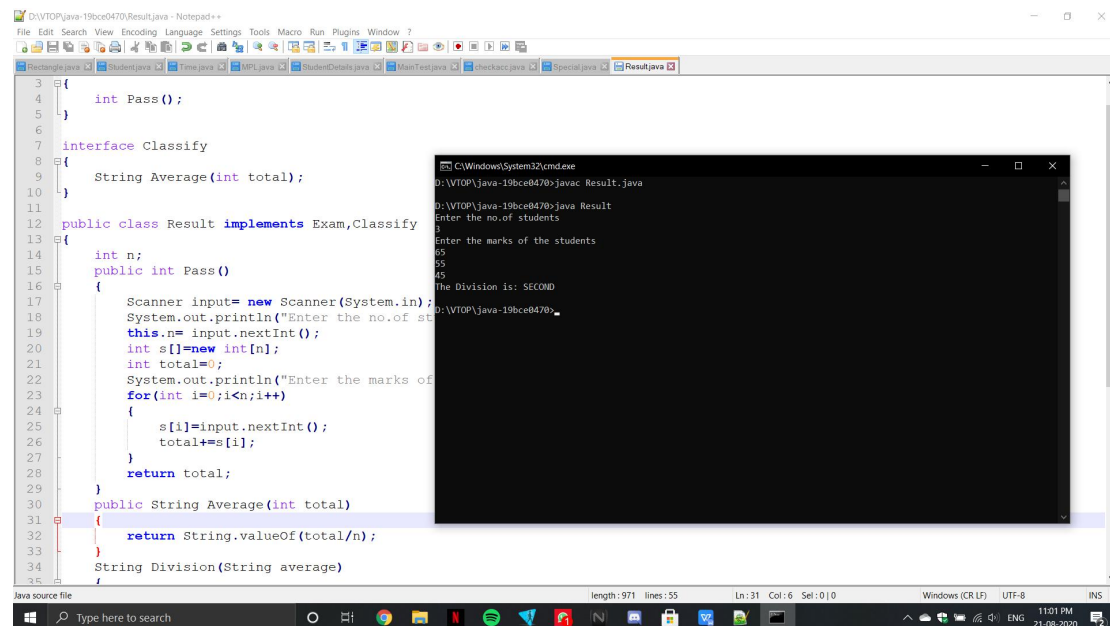 D:\VTOP\java-19bce0470\Result.java - Notepad++
File Edit Search View Encoding Language Settings Tools Macro Run Plugins Window ?
Rectangle.java Student.java Time.java MPL.java StudentDetails.java MainTest.java checkacc.java Special.java Result.java
3 {
4 int Pass();
5 }
6
7 interface Classify
8 {
9 String Average(int total);
10 }
11
12 public class Result implements Exam,Classify
13 {
14 int n;
15 public int Pass()
16 {
17 Scanner input= new Scanner(System.in);
18 System.out.println("Enter the no.of st
19 this.n= input.nextInt();
20 int s[]=new int[n];
21 int total=0;
22 System.out.println("Enter the marks of
23 for(int i=0;i<n;i++)
24 {
25 s[i]=input.nextInt();
26 total+=s[i];
27 }
28 return total;
29 }
30 public String Average(int total)
31 {
32 return String.valueOf(total/n);
33 }
34 String Division(String average)
35 {
C:\Windows\System32\cmd.exe
D:\VTOP\java-19bce0470>javac Result.java
D:\VTOP\java-19bce0470>java Result
Enter the no.of students
3
Enter the marks of the students
65
55
45
The Division is: SECOND
D:\VTOP\java-19bce0470>
Java source file length : 971 lines : 55 Ln : 31 Col : 6 Sel : 0 | 0 Windows (CR LF) UTF-8 INS
Type here to search
ENG
11:01 PM
21-08-2020